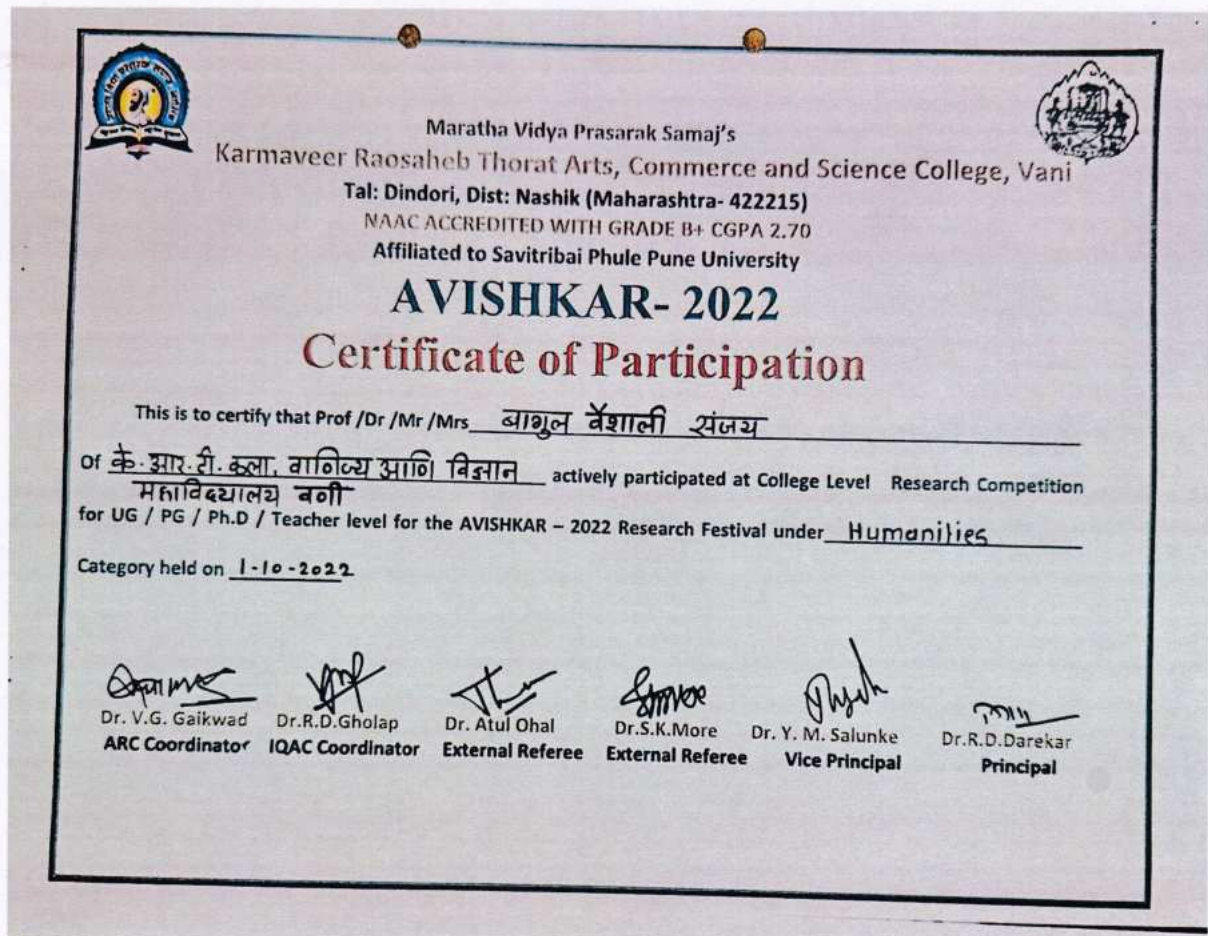 Maratha Vidya Prasarak Samaj's
Karmaveer Raosaheb Thorat Arts, Commerce and Science College, Vani
Tal: Dindori, Dist: Nashik (Maharashtra- 422215)
NAAC ACCREDITED WITH GRADE B+ CGPA 2.70
Affiliated to Savitribai Phule Pune University
AVISHKAR- 2022
Certificate of Participation
This is to certify that Prof /Dr /Mr /Mrs बागुल वैशाली संजय
Of के. आर. टी. कला, वाणिज्य आणि विज्ञान actively participated at College Level Research Competition
महाविद्यालय वणी
for UG / PG / Ph.D / Teacher level for the AVISHKAR – 2022 Research Festival under Humanities
Category held on 1-10-2022
Dr. V.G. Gaikwad Dr.R.D.Gholap Dr. Atul Ohal Dr.S.K.More Dr. Y. M. Salunke Dr.R.D.Darekar
ARC Coordinator IQAC Coordinator External Referee External Referee Vice Principal Principal